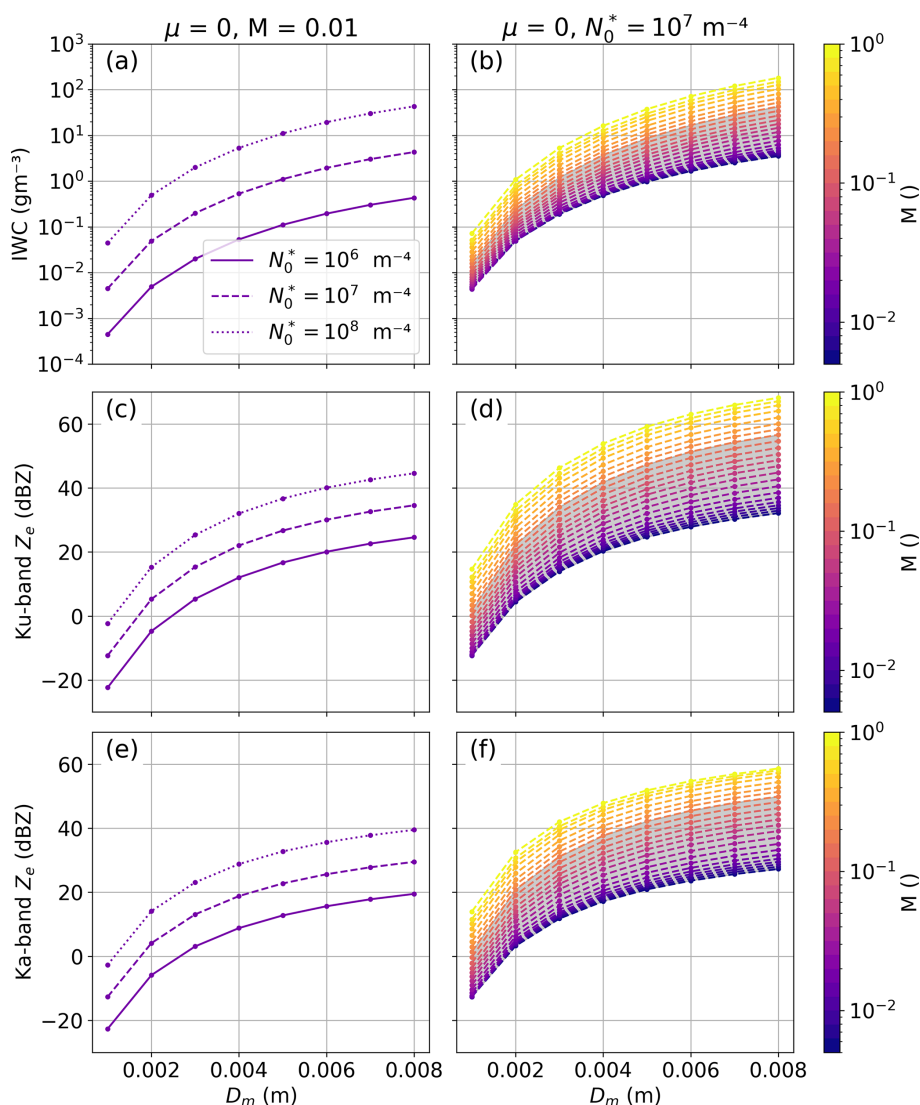 μ = 0, M = 0.01
μ = 0, N₀* = 10⁷ m⁻⁴
(a)
IWC (gm⁻³)
10³
10²
10¹
10⁰
10⁻¹
10⁻²
10⁻³
10⁻⁴
N₀* = 10⁶ m⁻⁴
N₀* = 10⁷ m⁻⁴
N₀* = 10⁸ m⁻⁴
(b)
10⁰
10⁻¹
10⁻²
M ()
(c)
Ku-band Zₑ (dBZ)
60
40
20
0
−20
(d)
10⁰
10⁻¹
10⁻²
M ()
(e)
Ka-band Zₑ (dBZ)
60
40
20
0
−20
0.002
0.004
0.006
0.008
Dₘ (m)
(f)
0.002
0.004
0.006
0.008
Dₘ (m)
10⁰
10⁻¹
10⁻²
M ()